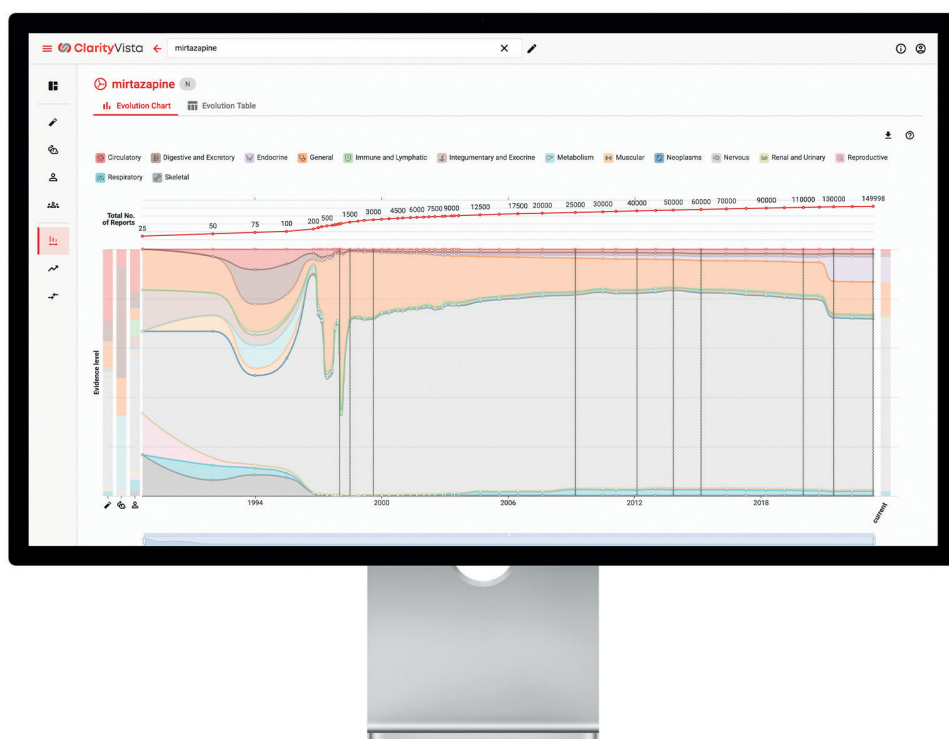 ClarityVista
mirtazapine
mirtazapine N
Evolution Chart Evolution Table
Circulatory Digestive and Excretory Endocrine General Immune and Lymphatic Integumentary and Exocrine Metabolism Muscular Neoplasms Nervous Renal and Urinary Reproductive
Respiratory Skeletal
Total No.
of Reports
25 50 75 100 200 500 1500 3000 4500 6000 7500 9000 12500 17500 20000 25000 30000 40000 50000 60000 70000 90000 110000 130000 149998
Evidence level
1994 2000 2006 2012 2018 current